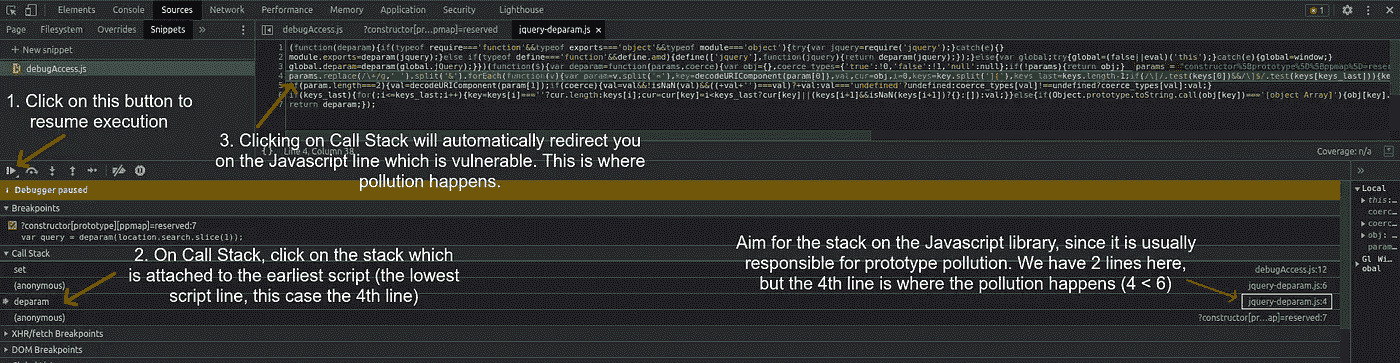 Elements Console Sources Network Performance Memory Application Security Lighthouse 1
Page Filesystem Overrides Snippets » debugAccess.js ?constructor[pr…pmap]=reserved jquery-deparam.js ×
+ New snippet
debugAccess.js
1 (function(deparam){if(typeof require==='function'&&typeof exports==='object'&&typeof module==='object'){try{var jquery=require('jquery');}catch(e){}
2 module.exports=deparam(jquery);}else if(typeof define==='function'&&define.amd){define(['jquery'],function(jquery){return deparam(jquery);});}else{var global;try{global=(false||eval)('this');}catch(e){global=window;}
3 global.deparam=deparam(global.jQuery);}})(function($){var deparam=function(params,coerce){var obj={},coerce_types={'true':!0,'false':!1,'null':null};if(!params){return obj;} params = "constructor%5Bprototype%5D%5Bppmap%5D=reser
4 params.replace(/\+/g,' ').split('&').forEach(function(v){var param=v.split('='),key=decodeURIComponent(param[0]),val,cur=obj,i=0,keys=key.split(']['),keys_last=keys.length-1;if(/\[/.test(keys[0])&&/\]$/.test(keys[keys_last])){key
5 if(param.length===2){val=decodeURIComponent(param[1]);if(coerce){val=val&&!isNaN(val)&&((+val+'')===val)?+val:val==='undefined'?undefined:coerce_types[val]!==undefined?coerce_types[val]:val;}
6 if(keys_last){for(;i<=keys_last;i++){key=keys[i]===''?cur.length:keys[i];cur=cur[key]=i<keys_last?cur[key]||(keys[i+1]&&isNaN(keys[i+1])?{}:[]):val;}}else{if(Object.prototype.toString.call(obj[key])==='[object Array]'){obj[key].
7 return deparam;});
1. Click on this button to
resume execution
3. Clicking on Call Stack will automatically redirect you
on the Javascript line which is vulnerable. This is where
pollution happens.
{} Line 4, Column 38
Coverage: n/a
Debugger paused
»
Breakpoints
?constructor[prototype][ppmap]=reserved:7
var query = deparam(location.search.slice(1));
Local
this:
coerc…
coerc…
obj:
param…
Gl Wi…
obal
Call Stack
2. On Call Stack, click on the stack which
is attached to the earliest script (the lowest
script line, this case the 4th line)
Aim for the stack on the Javascript library, since it is usually
responsible for prototype pollution. We have 2 lines here,
but the 4th line is where the pollution happens (4 < 6)
set debugAccess.js:12
(anonymous) jquery-deparam.js:6
deparam jquery-deparam.js:4
(anonymous) ?constructor[pr…ap]=reserved:7
XHR/fetch Breakpoints
DOM Breakpoints